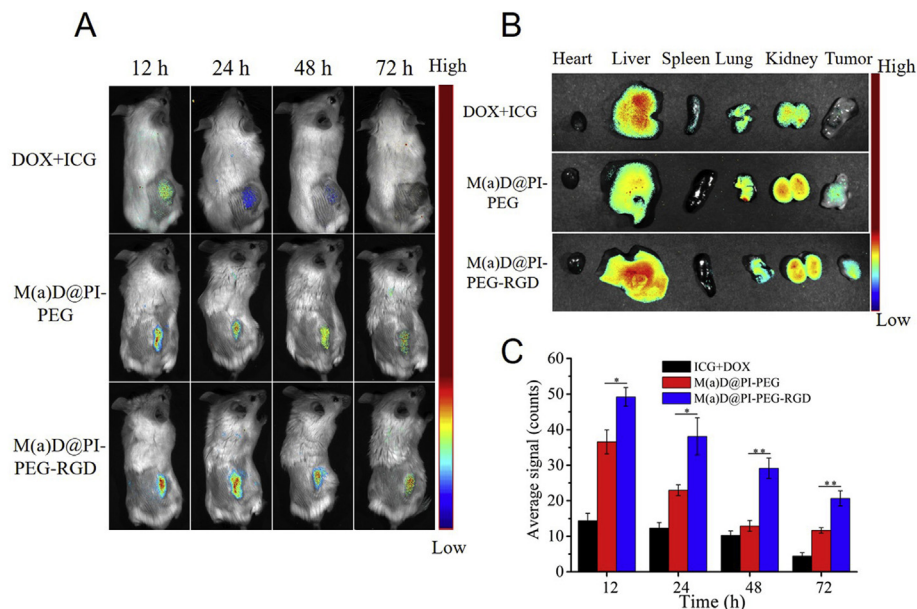 A
12 h 24 h 48 h 72 h High
DOX+ICG
M(a)D@PI-
PEG
M(a)D@PI-
PEG-RGD
Low
B
Heart Liver Spleen Lung Kidney Tumor
High
DOX+ICG
M(a)D@PI-
PEG
M(a)D@PI-
PEG-RGD
Low
C
ICG+DOX
M(a)D@PI-PEG
M(a)D@PI-PEG-RGD
Average signal (counts)
60
50
40
30
20
10
0
*
*
**
**
12 24 48 72
Time (h)